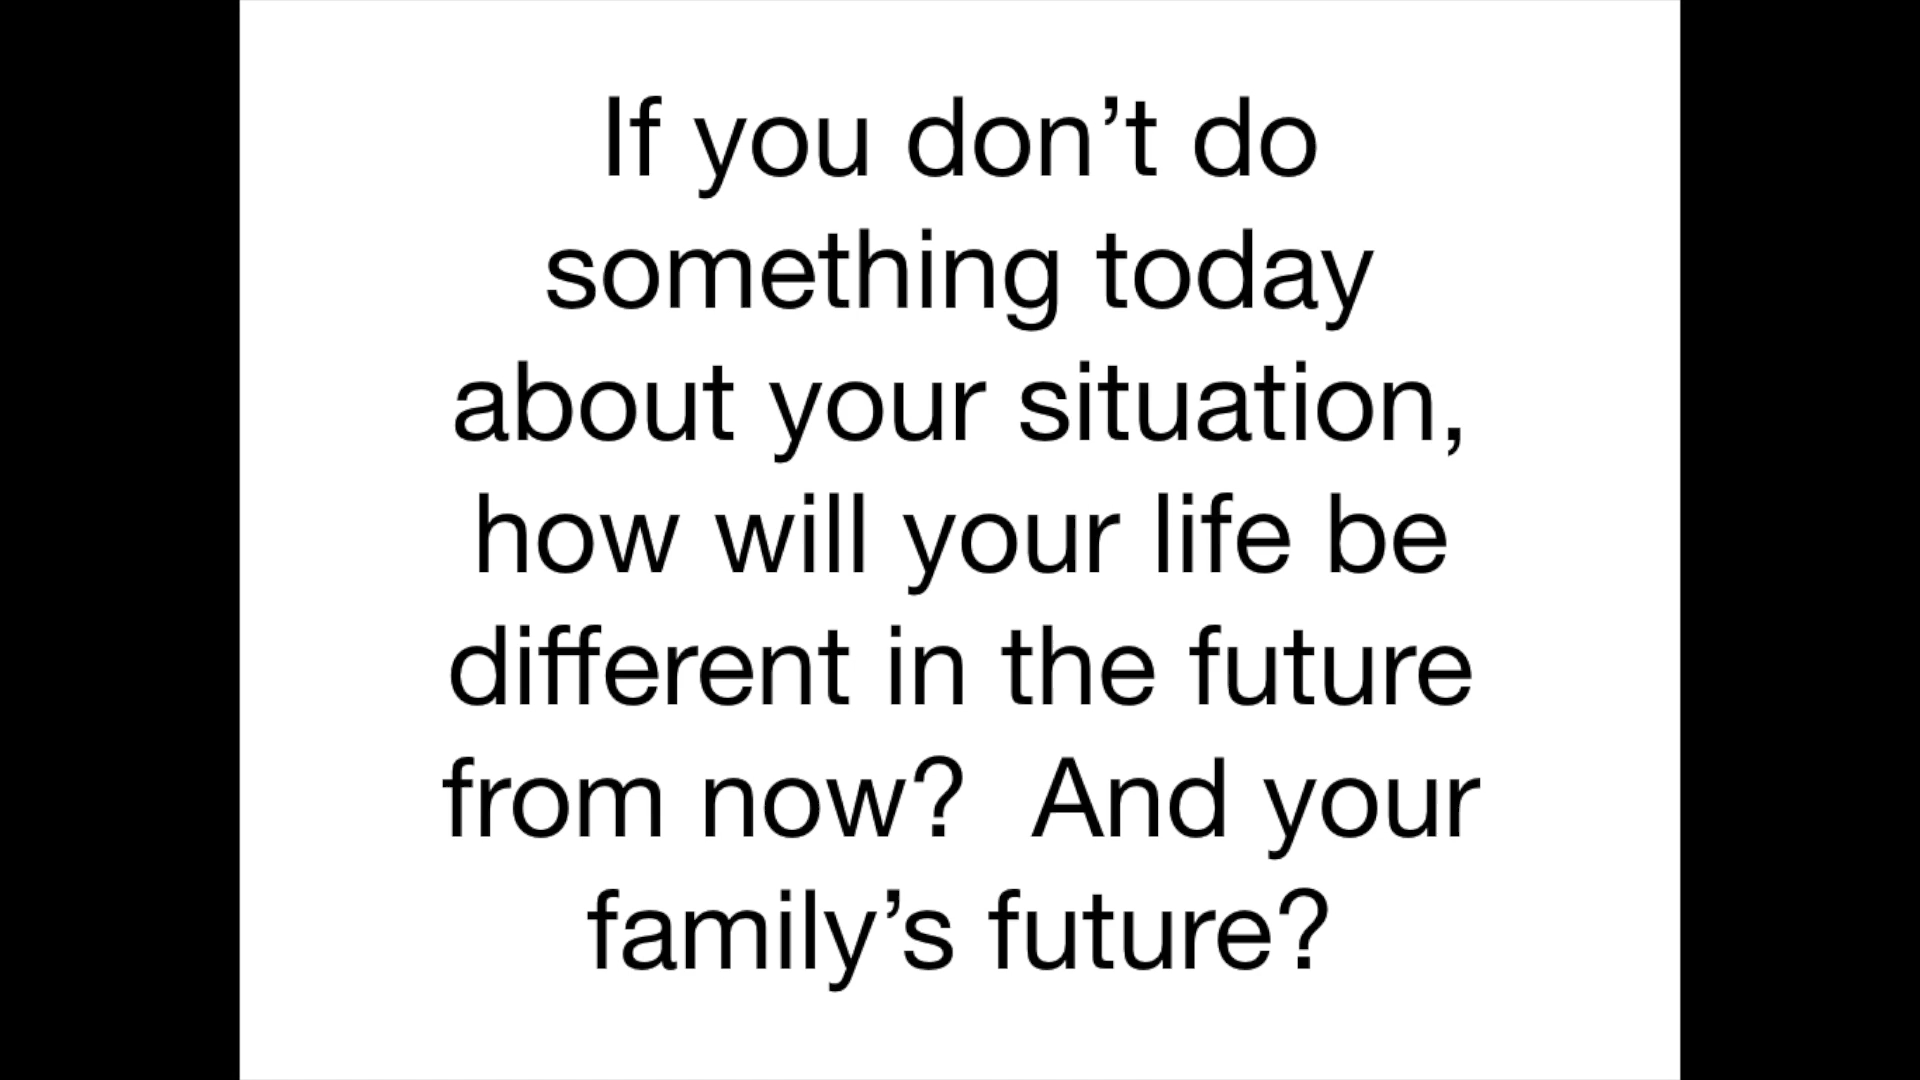 If you don’t do
something today
about your situation,
how will your life be
different in the future
from now?  And your
family’s future?